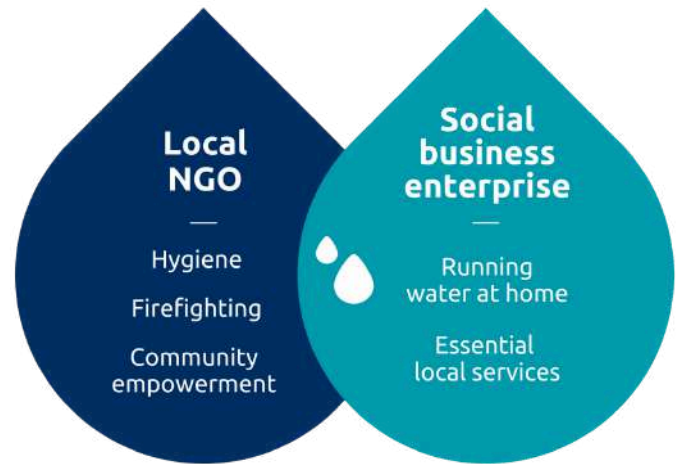 Local
NGO
Hygiene
Firefighting
Community
empowerment
Social
business
enterprise
Running
water at home
Essential
local services